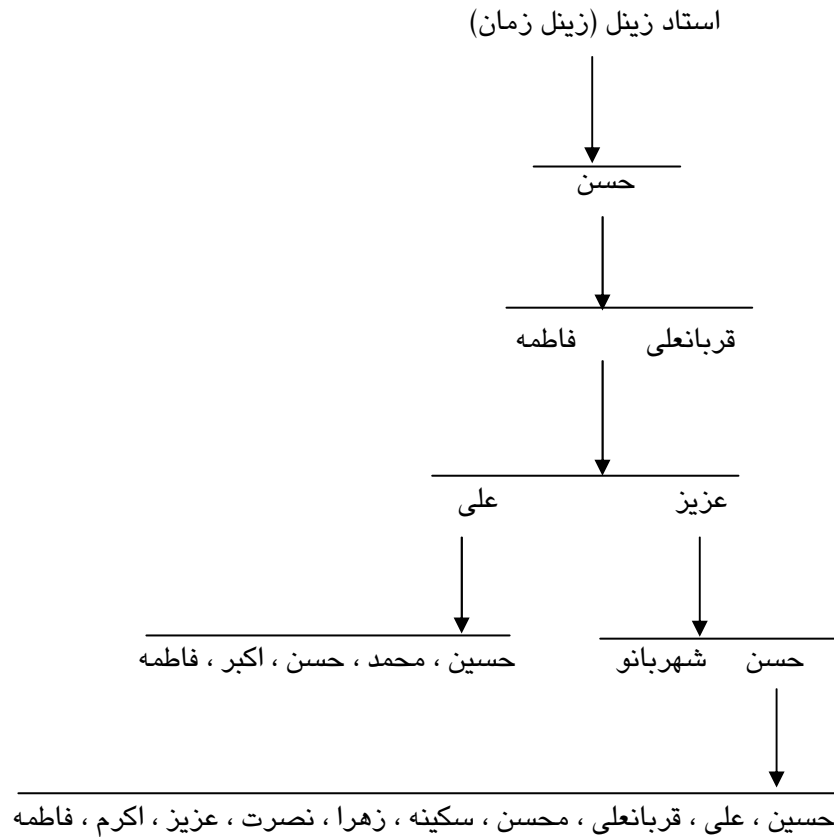 استاد زینل (زینل زمان)
حسن
قربانعلی فاطمه
عزیز علی
حسن شهربانو
حسین ، محمد ، حسن ، اکبر ، فاطمه
حسین ، علی ، قربانعلی ، محسن ، سکینه ، زهرا ، نصرت ، عزیز ، اکرم ، فاطمه